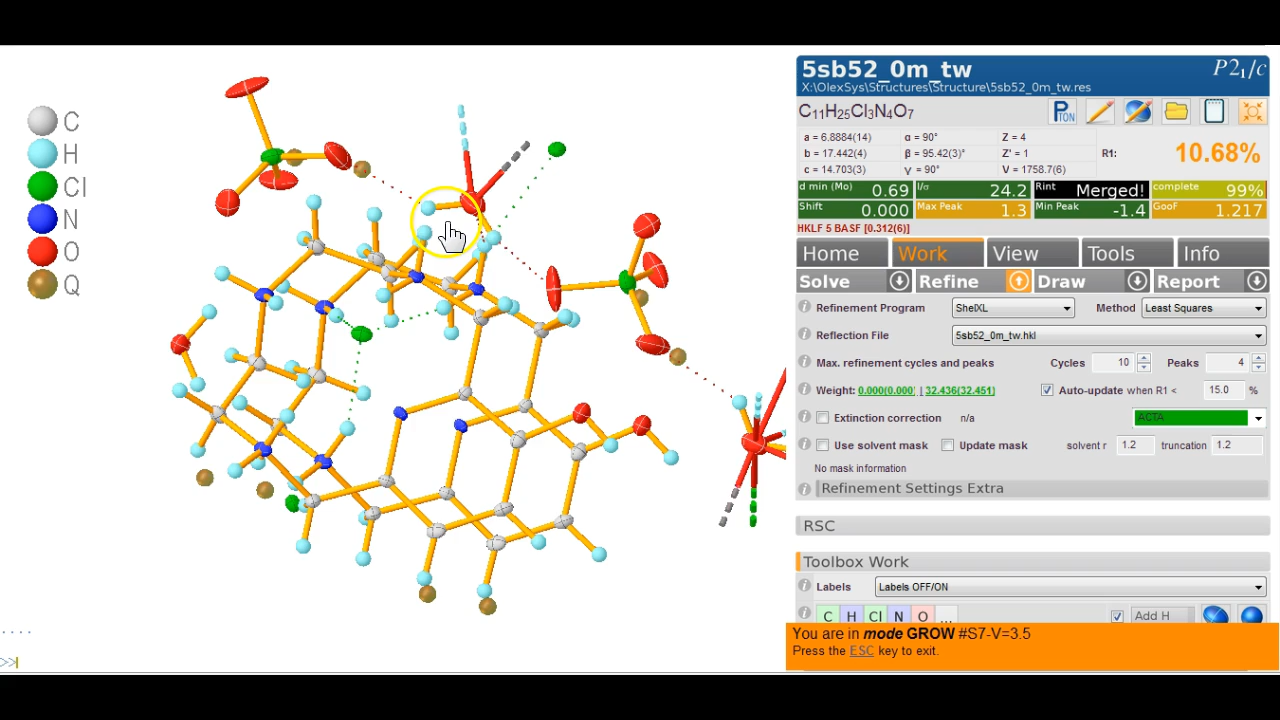 C
H
Cl
N
O
Q
5sb52_0m_tw P2₁/c
X:\OlexSys\Structures\Structure\5sb52_0m_tw.res
C₁₁H₂₅Cl₃N₄O₇ PTON
a = 6.8884(14) α = 90° Z = 4
b = 17.442(4) β = 95.42(3)° Z' = 1
c = 14.703(3) γ = 90° V = 1758.7(6)
R1: 10.68%
d min (Mo) 0.69 I/σ 24.2 Rint Merged! complete 99%
Shift 0.000 Max Peak 1.3 Min Peak -1.4 GooF 1.217
HKLF 5 BASF [0.312(6)]
Home Work View Tools Info
Solve Refine Draw Report
Refinement Program ShelXL Method Least Squares
Reflection File 5sb52_0m_tw.hkl
Max. refinement cycles and peaks Cycles 10 Peaks 4
Weight: 0.000(0.000) | 32.436(32.451) Auto-update when R1 < 15.0 %
Extinction correction n/a ACTA
Use solvent mask Update mask solvent r 1.2 truncation 1.2
No mask information
Refinement Settings Extra
RSC
Toolbox Work
Labels Labels OFF/ON
C H Cl N O ... Add H
You are in mode GROW #S7-V=3.5
Press the ESC key to exit.
....
>>